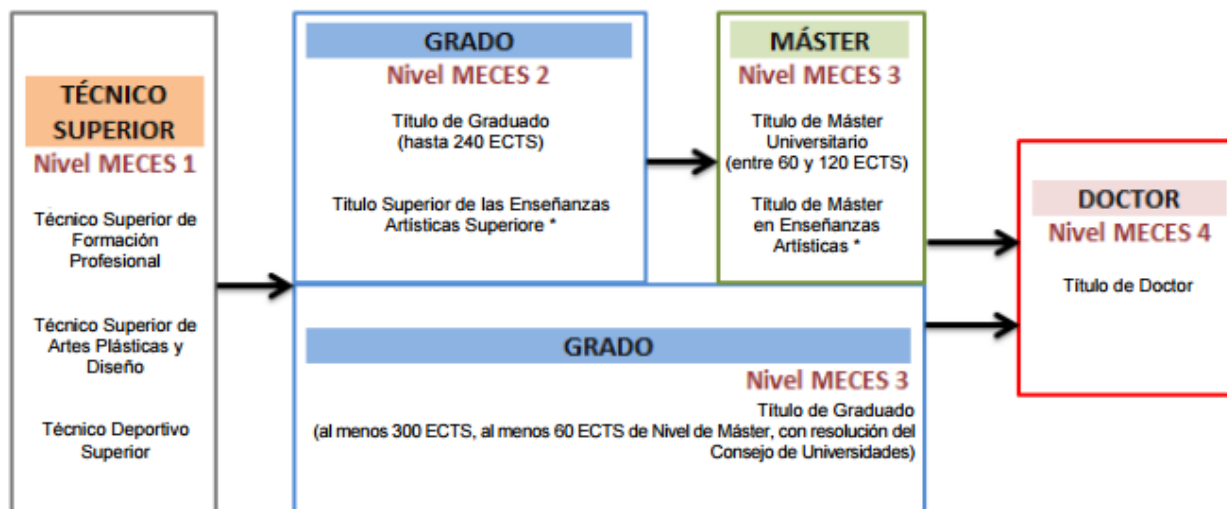 TÉCNICO
SUPERIOR
Nivel MECES 1
Técnico Superior de
Formación
Profesional
Técnico Superior de
Artes Plásticas y
Diseño
Técnico Deportivo
Superior
GRADO
Nivel MECES 2
Título de Graduado
(hasta 240 ECTS)
Titulo Superior de las Enseñanzas
Artísticas Superiore *
MÁSTER
Nivel MECES 3
Título de Máster
Universitario
(entre 60 y 120 ECTS)
Título de Máster
en Enseñanzas
Artísticas *
GRADO
Nivel MECES 3
Título de Graduado
(al menos 300 ECTS, al menos 60 ECTS de Nivel de Máster, con resolución del
Consejo de Universidades)
DOCTOR
Nivel MECES 4
Título de Doctor